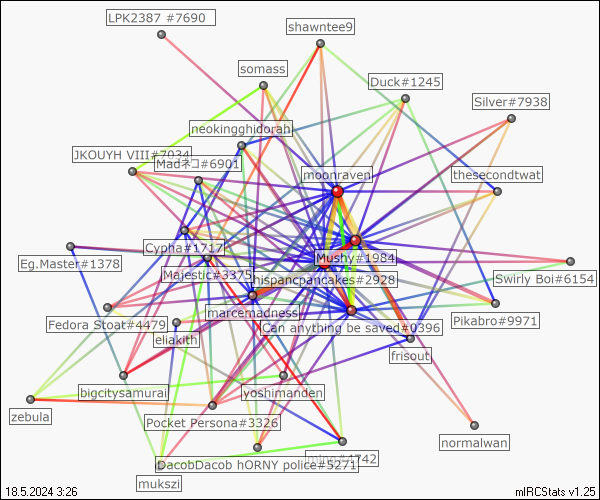 LPK2387 #7690
shawntee9
somass
Duck#1245
Silver#7938
neokingghidorah
JKOUYH VIII#7034
Madネコ#6901
moonraven
thesecondtwat
Cypha#1717
Mushy#1984
Eg.Master#1378
Majestic#3375
hispancpancakes#2928
Swirly Boi#6154
marcemadness
Fedora Stoat#4479
Can anything be saved#0396
Pikabro#9971
eliakith
frisout
bigcitysamurai
yoshimanden
zebula
Pocket Persona#3326
normalwan
DacobDacob hORNY police#5271
mukszi
18.5.2024 3:26
mIRCStats v1.25